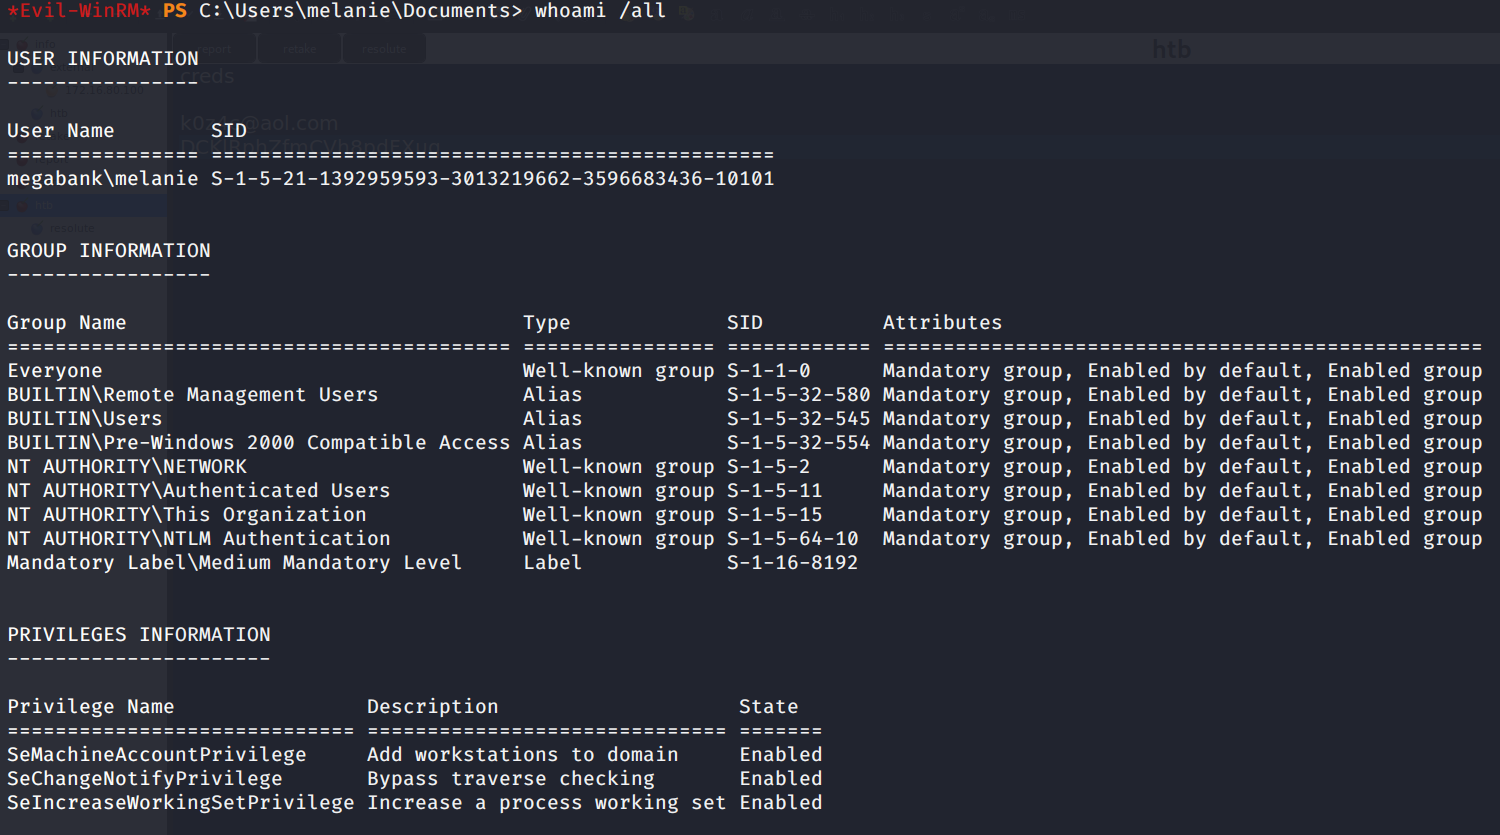 *Evil-WinRM* PS C:\Users\melanie\Documents> whoami /all
report retake resolute
htb
USER INFORMATION
----------------
creds
User Name        SID
================ ==============================================
megabank\melanie S-1-5-21-1392959593-3013219662-3596683436-10101
htb
resolute
GROUP INFORMATION
-----------------
Group Name                                 Type             SID          Attributes
========================================== ================ ============ ==================================================
Everyone                                   Well-known group S-1-1-0      Mandatory group, Enabled by default, Enabled group
BUILTIN\Remote Management Users            Alias            S-1-5-32-580 Mandatory group, Enabled by default, Enabled group
BUILTIN\Users                              Alias            S-1-5-32-545 Mandatory group, Enabled by default, Enabled group
BUILTIN\Pre-Windows 2000 Compatible Access Alias            S-1-5-32-554 Mandatory group, Enabled by default, Enabled group
NT AUTHORITY\NETWORK                       Well-known group S-1-5-2      Mandatory group, Enabled by default, Enabled group
NT AUTHORITY\Authenticated Users           Well-known group S-1-5-11     Mandatory group, Enabled by default, Enabled group
NT AUTHORITY\This Organization             Well-known group S-1-5-15     Mandatory group, Enabled by default, Enabled group
NT AUTHORITY\NTLM Authentication           Well-known group S-1-5-64-10  Mandatory group, Enabled by default, Enabled group
Mandatory Label\Medium Mandatory Level     Label            S-1-16-8192
PRIVILEGES INFORMATION
----------------------
Privilege Name                Description                    State
============================= ============================== =======
SeMachineAccountPrivilege     Add workstations to domain     Enabled
SeChangeNotifyPrivilege       Bypass traverse checking       Enabled
SeIncreaseWorkingSetPrivilege Increase a process working set Enabled